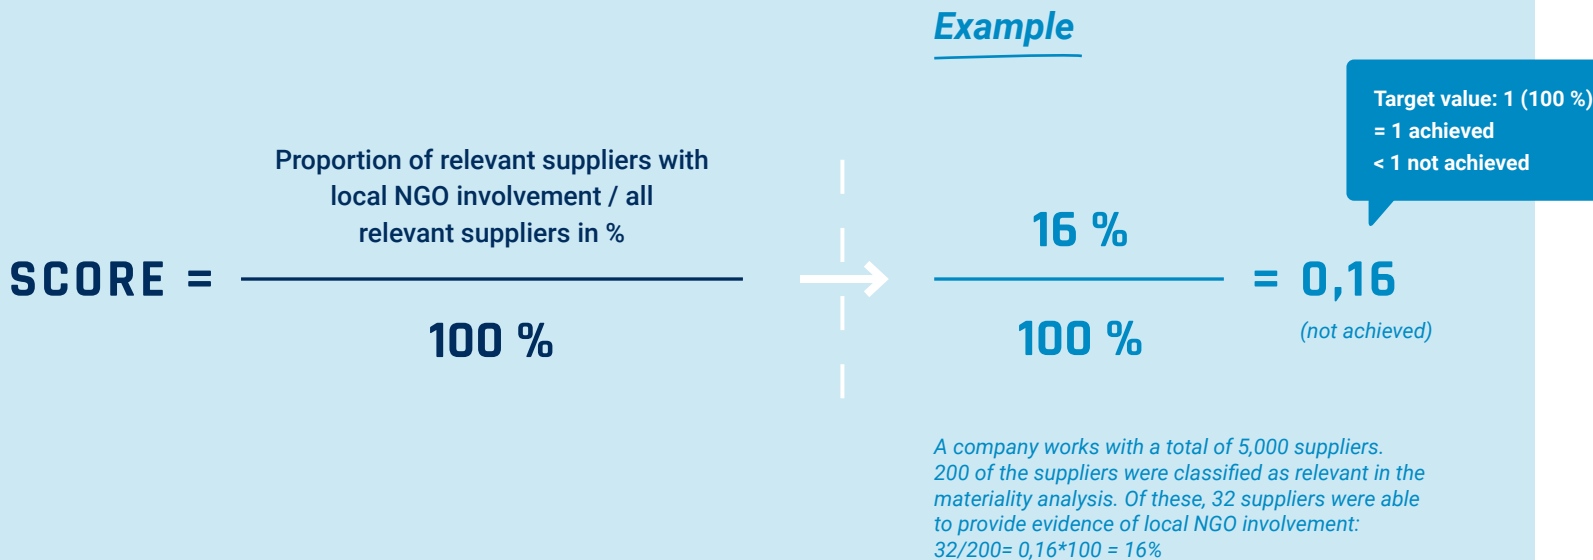 Example
Target value: 1 (100 %)
= 1 achieved
< 1 not achieved
Proportion of relevant suppliers with
local NGO involvement / all
relevant suppliers in %
SCORE =
100 %
16 %
100 %
= 0,16
(not achieved)
A company works with a total of 5,000 suppliers.
200 of the suppliers were classified as relevant in the
materiality analysis. Of these, 32 suppliers were able
to provide evidence of local NGO involvement:
32/200= 0,16*100 = 16%